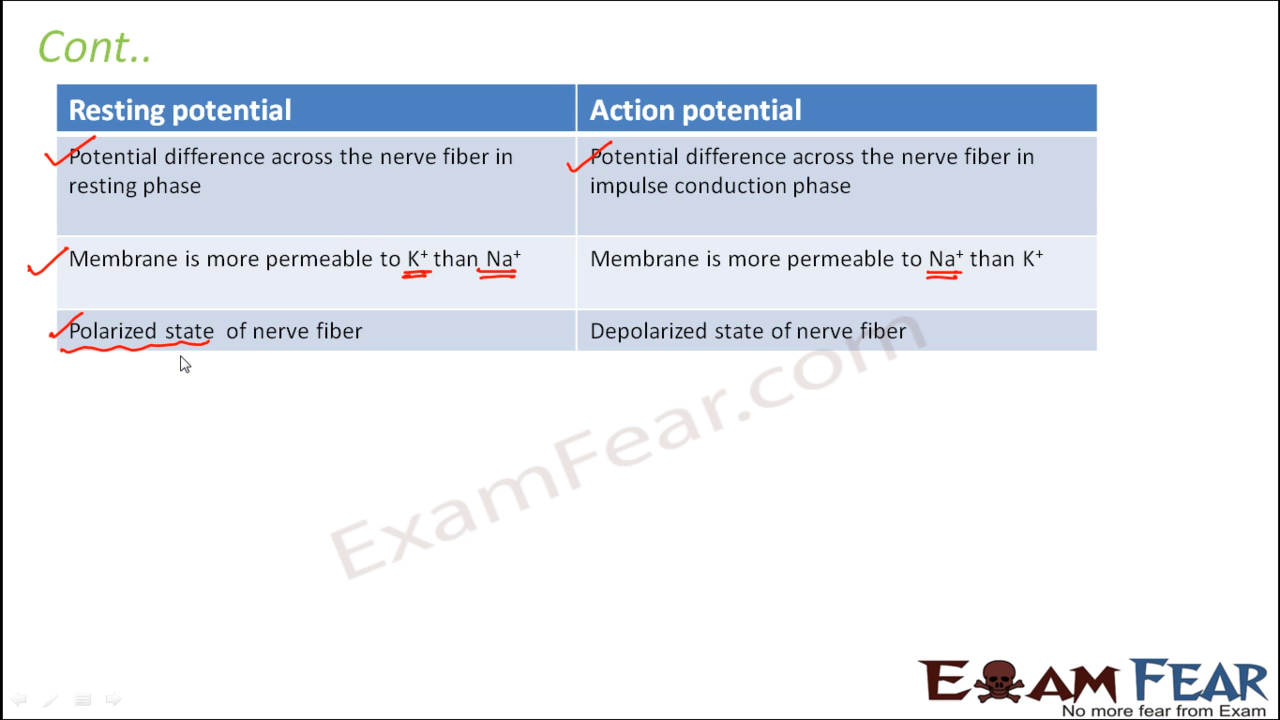 Cont..
Resting potential
Action potential
Potential difference across the nerve fiber in
resting phase
Potential difference across the nerve fiber in
impulse conduction phase
Membrane is more permeable to K⁺ than Na⁺
Membrane is more permeable to Na⁺ than K⁺
Polarized state of nerve fiber
Depolarized state of nerve fiber
ExamFear.com
EXAM FEAR
No more fear from Exam